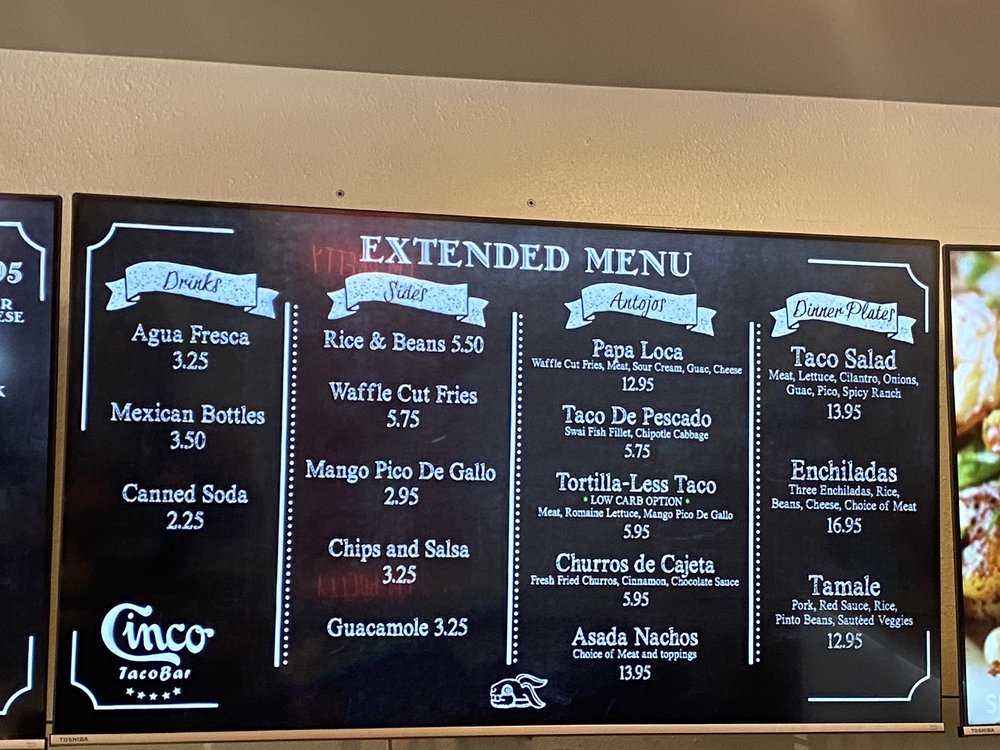 EXTENDED MENU
Drinks
Agua Fresca
3.25
Mexican Bottles
3.50
Canned Soda
2.25
Cinco
TacoBar
Sides
Rice & Beans 5.50
Waffle Cut Fries
5.75
Mango Pico De Gallo
2.95
Chips and Salsa
3.25
Guacamole 3.25
Antojos
Papa Loca
Waffle Cut Fries, Meat, Sour Cream, Guac, Cheese
12.95
Taco De Pescado
Swai Fish Fillet, Chipotle Cabbage
5.75
Tortilla-Less Taco
• LOW CARB OPTION •
Meat, Romaine Lettuce, Mango Pico De Gallo
5.95
Churros de Cajeta
Fresh Fried Churros, Cinnamon, Chocolate Sauce
5.95
Asada Nachos
Choice of Meat and toppings
13.95
Dinner Plates
Taco Salad
Meat, Lettuce, Cilantro, Onions,
Guac, Pico, Spicy Ranch
13.95
Enchiladas
Three Enchiladas, Rice,
Beans, Cheese, Choice of Meat
16.95
Tamale
Pork, Red Sauce, Rice,
Pinto Beans, Sautéed Veggies
12.95
TOSHIBA
TOSHIBA